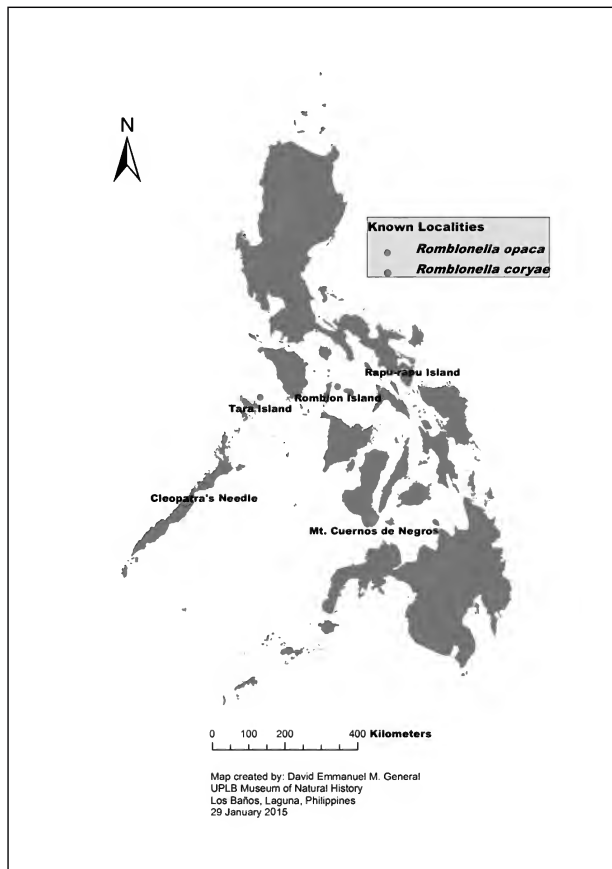 N
Known Localities
Romblonella opaca
Romblonella coryae
Rapu-rapu Island
Romblon Island
Tara Island
Cleopatra's Needle
Mt. Cuernos de Negros
0 100 200 400 Kilometers
Map created by: David Emmanuel M. General
UPLB Museum of Natural History
Los Baños, Laguna, Philippines
29 January 2015